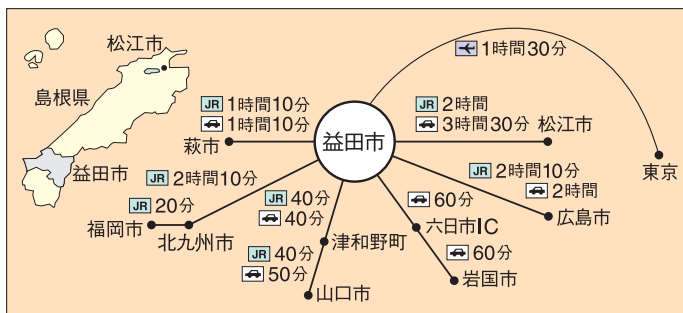 松江市
島根県
益田市
1時間30分
JR 1時間10分
1時間10分
萩市
益田市
JR 2時間
3時間30分
松江市
東京
JR 2時間10分
2時間
広島市
JR 2時間10分
JR 20分
福岡市
北九州市
JR 40分
40分
津和野町
JR 40分
50分
山口市
60分
六日市IC
60分
岩国市